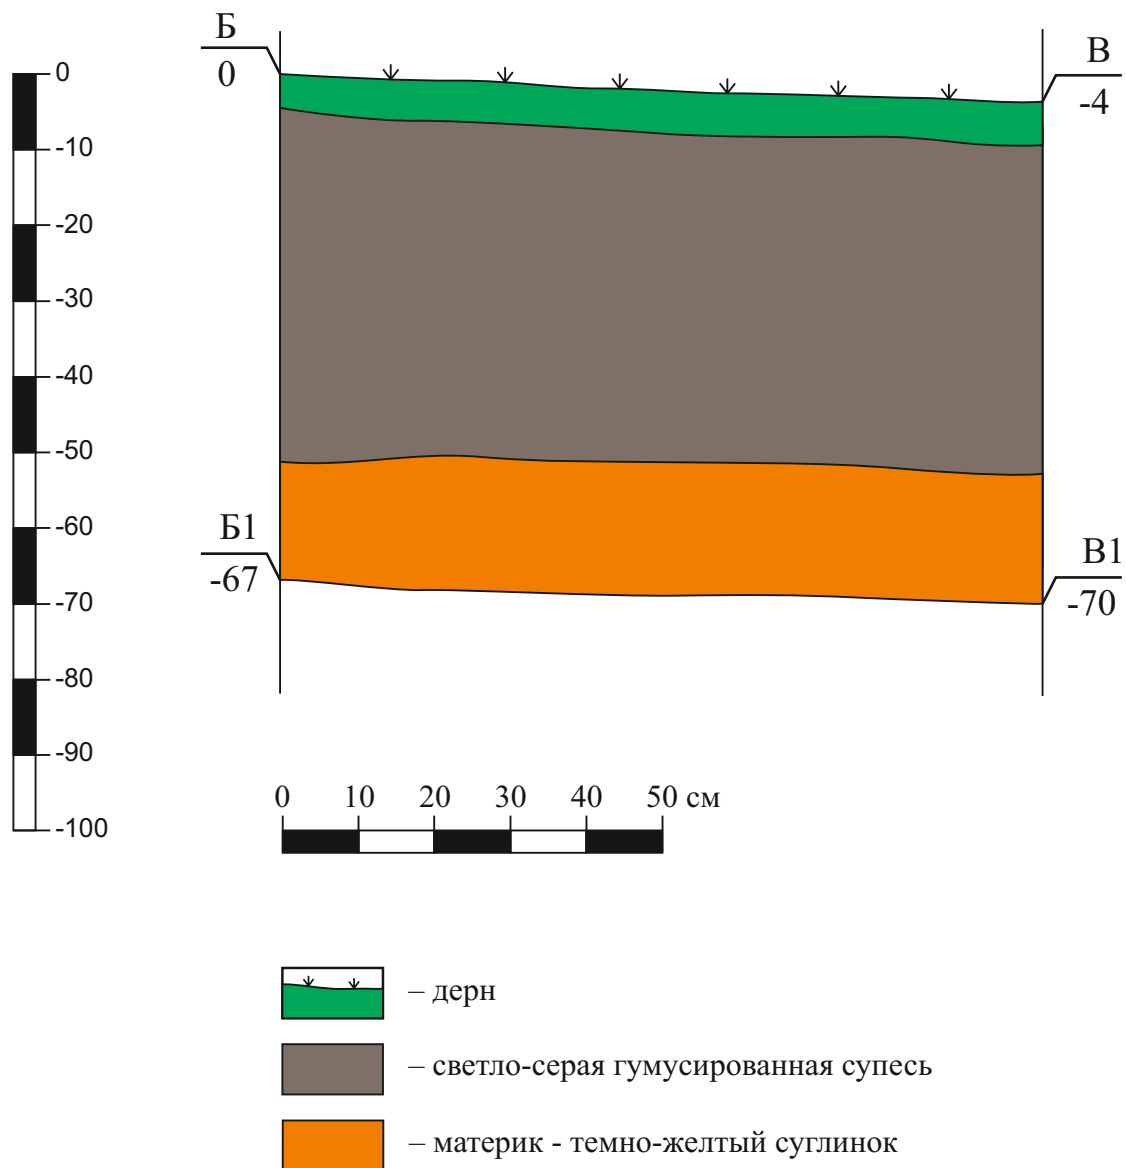 Б
0
В
-4
0
-10
-20
-30
-40
-50
-60
-70
-80
-90
-100
Б1
-67
В1
-70
0 10 20 30 40 50 см
– дерн
– светло-серая гумусированная супесь
– материк - темно-желтый суглинок